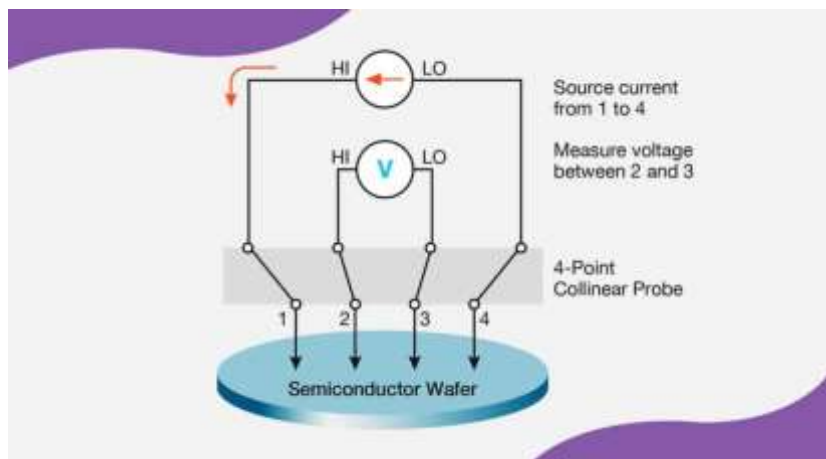 HI LO
Source current
from 1 to 4
HI LO
V
Measure voltage
between 2 and 3
4-Point
Collinear Probe
1 2 3 4
Semiconductor Wafer